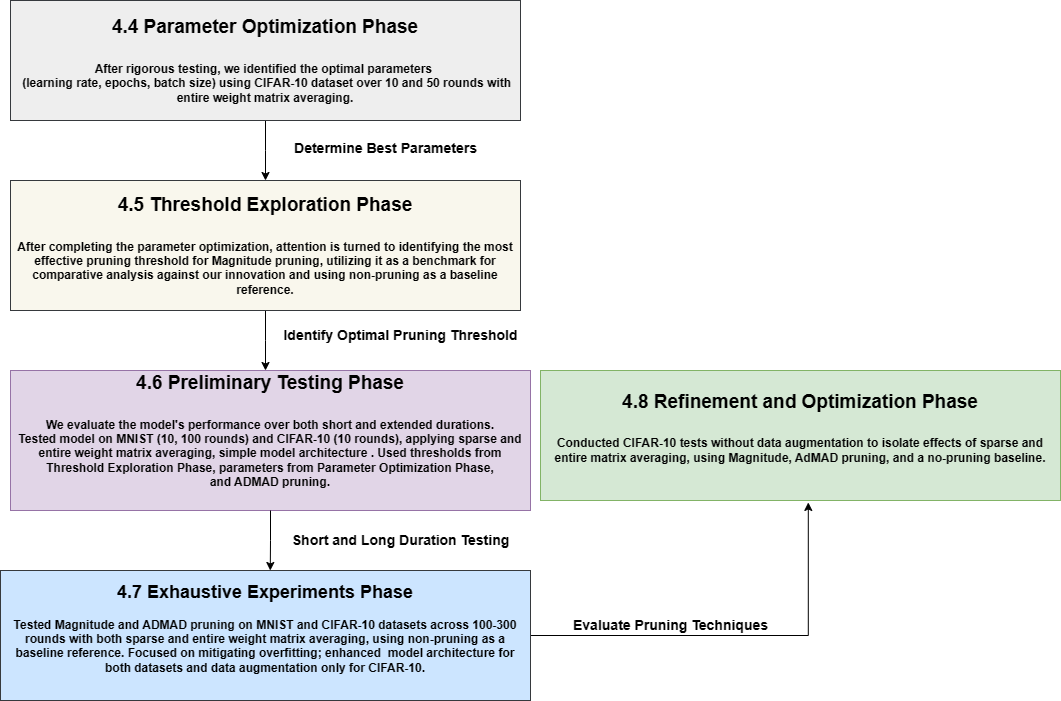 4.4 Parameter Optimization Phase
After rigorous testing, we identified the optimal parameters
(learning rate, epochs, batch size) using CIFAR-10 dataset over 10 and 50 rounds with
entire weight matrix averaging.
Determine Best Parameters
4.5 Threshold Exploration Phase
After completing the parameter optimization, attention is turned to identifying the most
effective pruning threshold for Magnitude pruning, utilizing it as a benchmark for
comparative analysis against our innovation and using non-pruning as a baseline
reference.
Identify Optimal Pruning Threshold
4.6 Preliminary Testing Phase
We evaluate the model's performance over both short and extended durations.
Tested model on MNIST (10, 100 rounds) and CIFAR-10 (10 rounds), applying sparse and
entire weight matrix averaging, simple model architecture . Used thresholds from
Threshold Exploration Phase, parameters from Parameter Optimization Phase,
and ADMAD pruning.
4.8 Refinement and Optimization Phase
Conducted CIFAR-10 tests without data augmentation to isolate effects of sparse and
entire matrix averaging, using Magnitude, AdMAD pruning, and a no-pruning baseline.
Short and Long Duration Testing
4.7 Exhaustive Experiments Phase
Tested Magnitude and ADMAD pruning on MNIST and CIFAR-10 datasets across 100-300
rounds with both sparse and entire weight matrix averaging, using non-pruning as a
baseline reference. Focused on mitigating overfitting; enhanced  model architecture for
both datasets and data augmentation only for CIFAR-10.
Evaluate Pruning Techniques